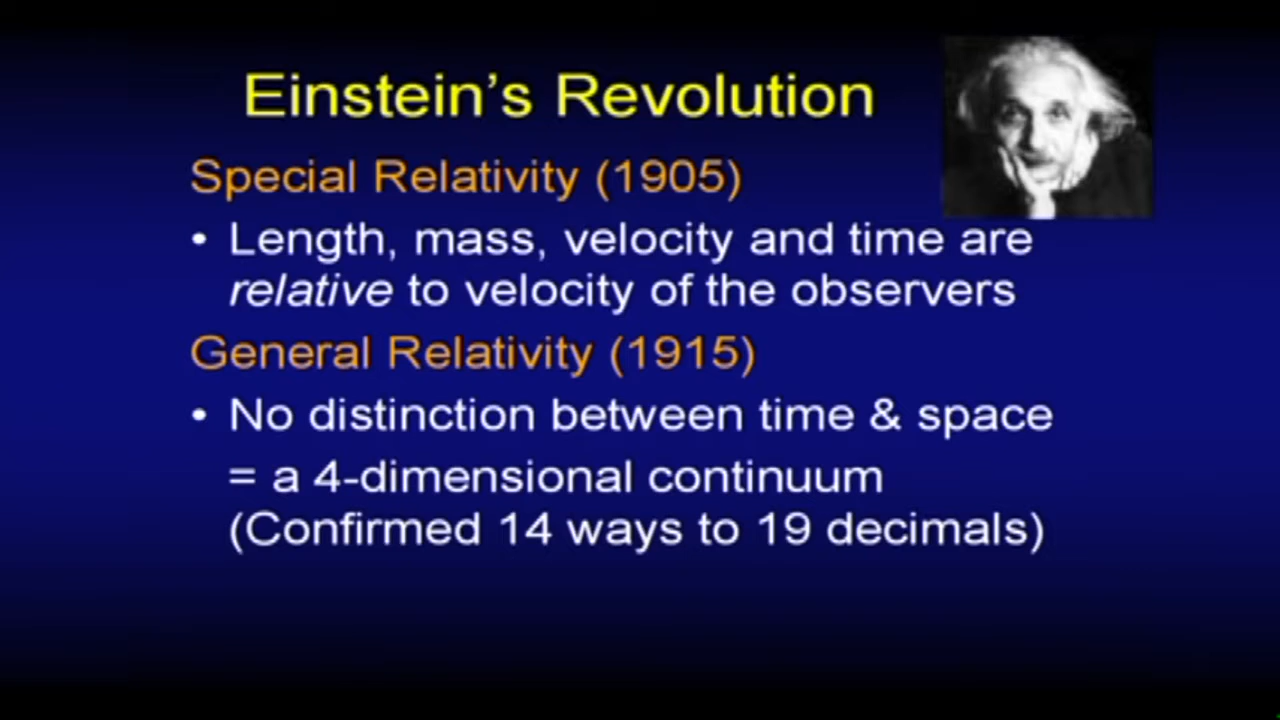 Einstein's Revolution
Special Relativity (1905)
• Length, mass, velocity and time are
relative to velocity of the observers
General Relativity (1915)
• No distinction between time & space
= a 4-dimensional continuum
(Confirmed 14 ways to 19 decimals)